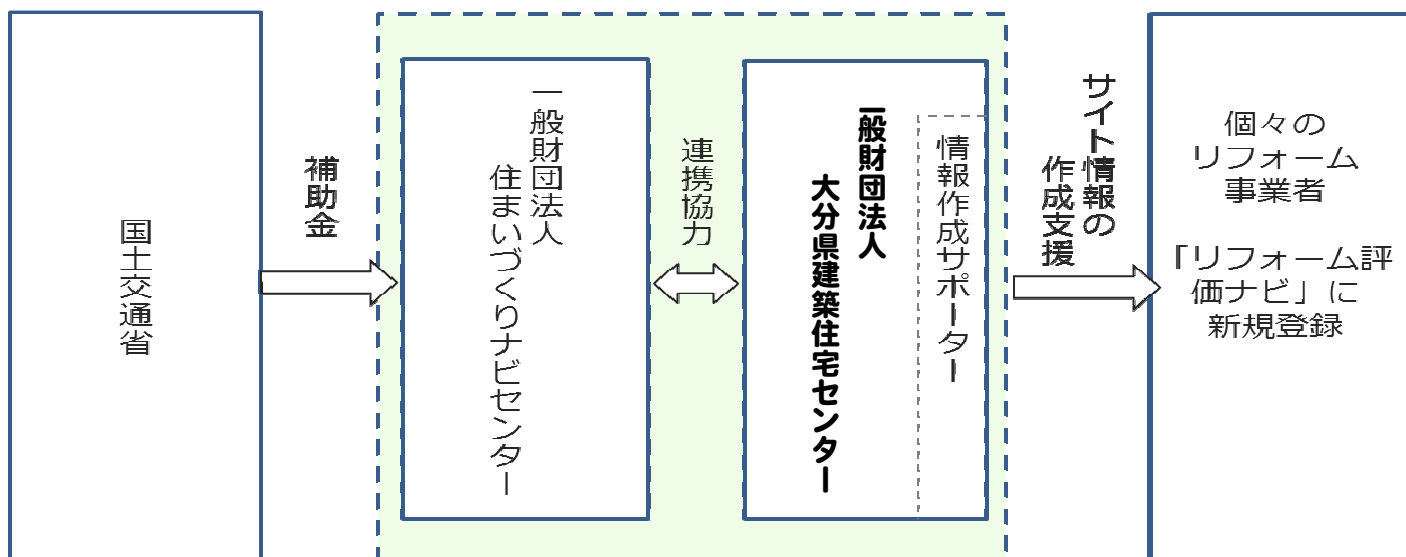 国土交通省
補助金
一般財団法人
住まいづくりナビセンター
連携協力
一般財団法人
大分県建築住宅センター
情報作成サポーター
サイト情報の
作成支援
個々の
リフォーム
事業者
「リフォーム評
価ナビ」に
新規登録